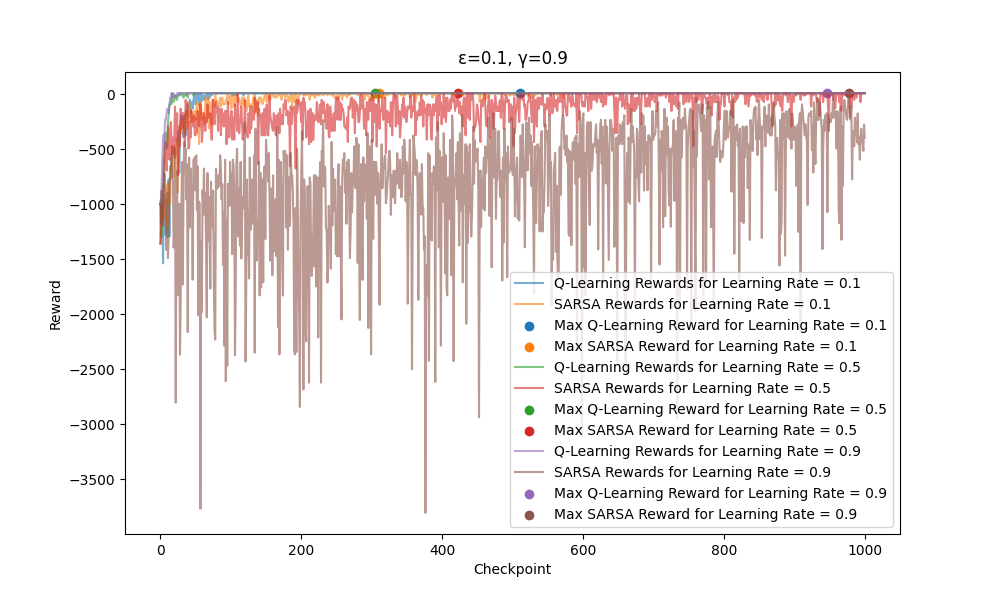 ε=0.1, γ=0.9
Reward
0
−500
−1000
−1500
−2000
−2500
−3000
−3500
Q-Learning Rewards for Learning Rate = 0.1
SARSA Rewards for Learning Rate = 0.1
Max Q-Learning Reward for Learning Rate = 0.1
Max SARSA Reward for Learning Rate = 0.1
Q-Learning Rewards for Learning Rate = 0.5
SARSA Rewards for Learning Rate = 0.5
Max Q-Learning Reward for Learning Rate = 0.5
Max SARSA Reward for Learning Rate = 0.5
Q-Learning Rewards for Learning Rate = 0.9
SARSA Rewards for Learning Rate = 0.9
Max Q-Learning Reward for Learning Rate = 0.9
Max SARSA Reward for Learning Rate = 0.9
0 200 400 600 800 1000
Checkpoint